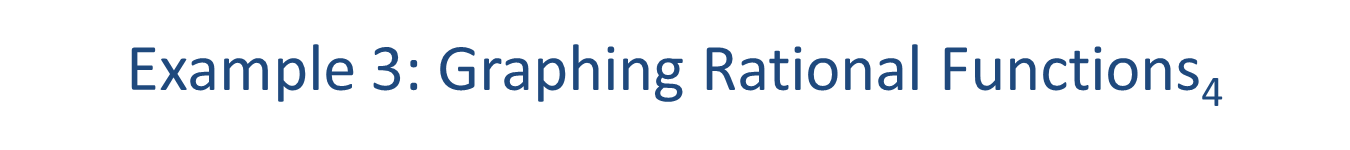 Example 3: Graphing Rational Functions₄